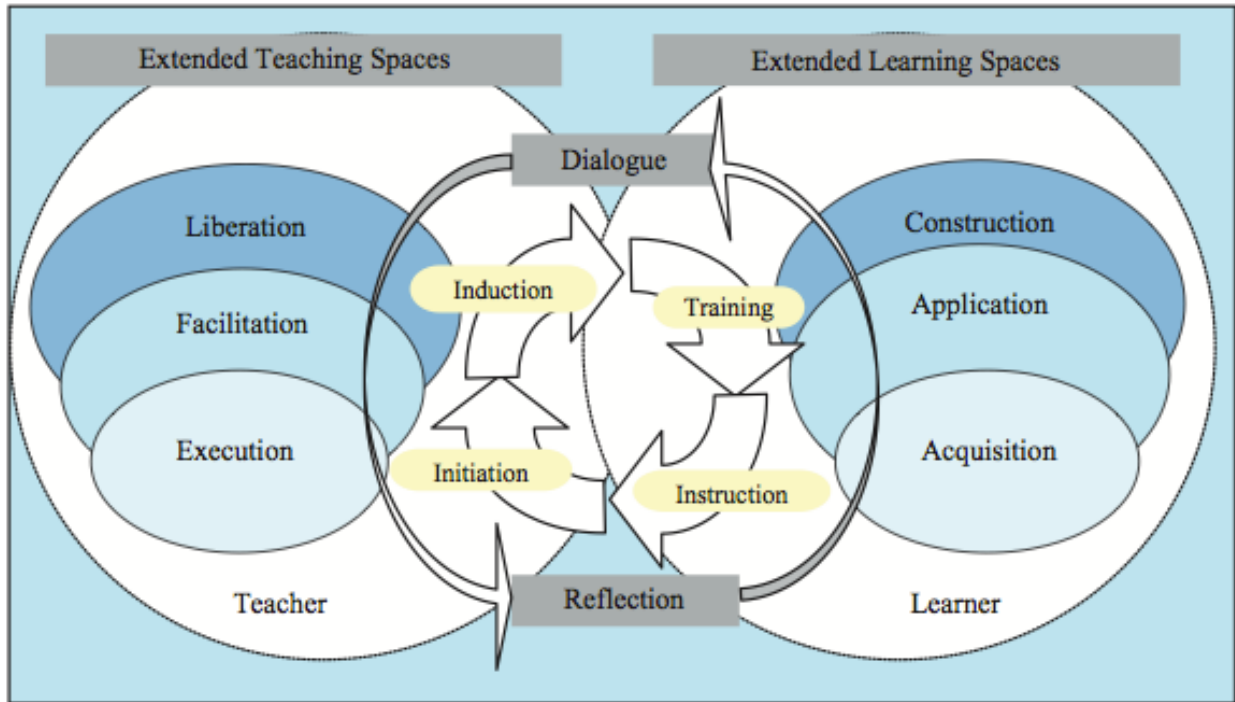 Extended Teaching Spaces
Extended Learning Spaces
Dialogue
Liberation
Construction
Induction
Training
Facilitation
Application
Execution
Acquisition
Initiation
Instruction
Teacher
Reflection
Learner